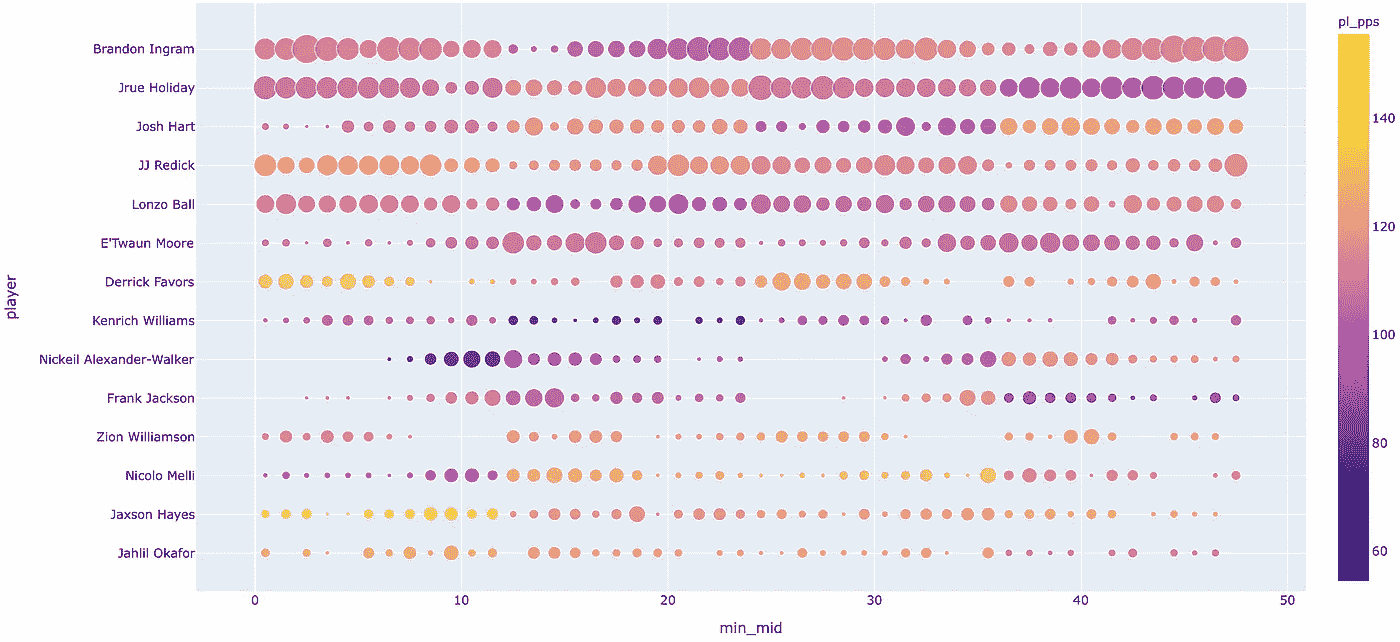 pl_pps
Brandon Ingram
Jrue Holiday
Josh Hart
JJ Redick
Lonzo Ball
E'Twaun Moore
Derrick Favors
Kenrich Williams
Nickeil Alexander-Walker
Frank Jackson
Zion Williamson
Nicolo Melli
Jaxson Hayes
Jahlil Okafor
player
0 10 20 30 40 50
min_mid
140
120
100
80
60